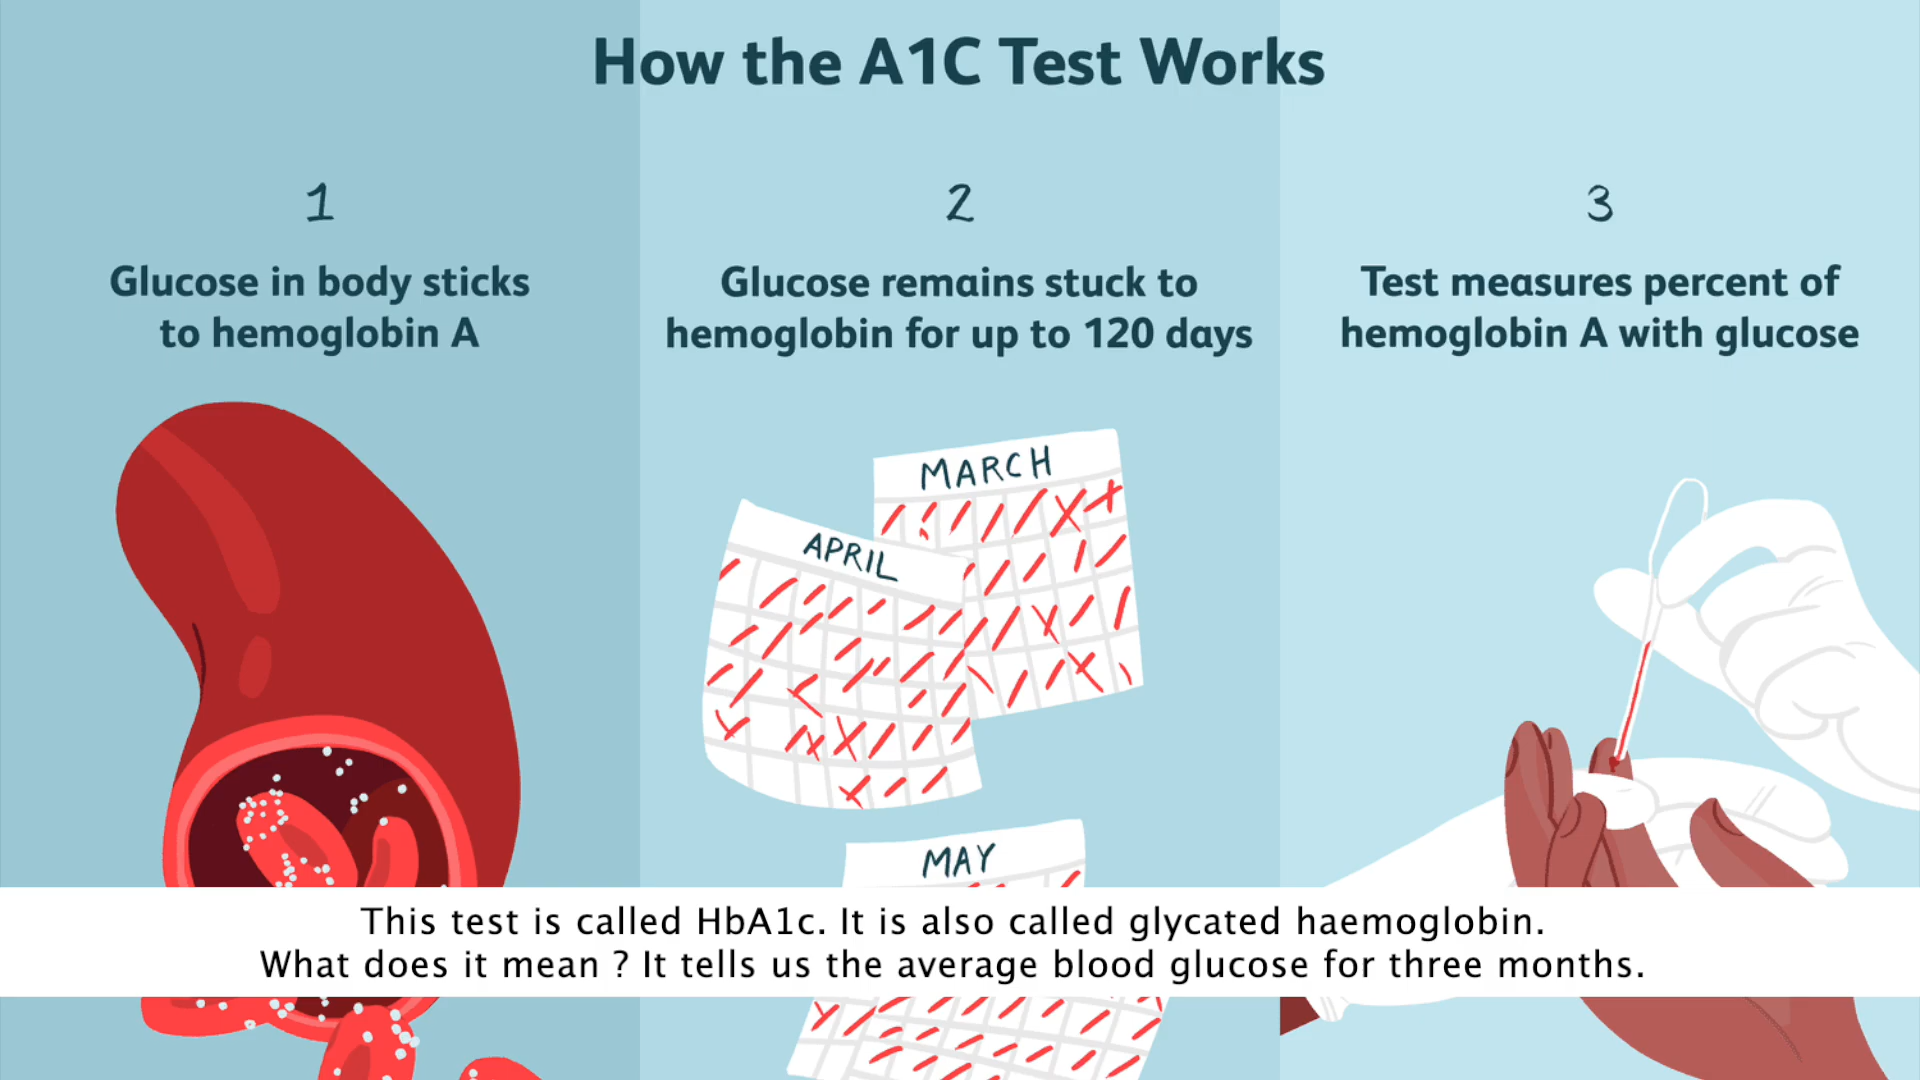 How the A1C Test Works
1
Glucose in body sticks
to hemoglobin A
2
Glucose remains stuck to
hemoglobin for up to 120 days
3
Test measures percent of
hemoglobin A with glucose
MARCH
APRIL
MAY
This test is called HbA1c. It is also called glycated haemoglobin.
What does it mean ? It tells us the average blood glucose for three months.